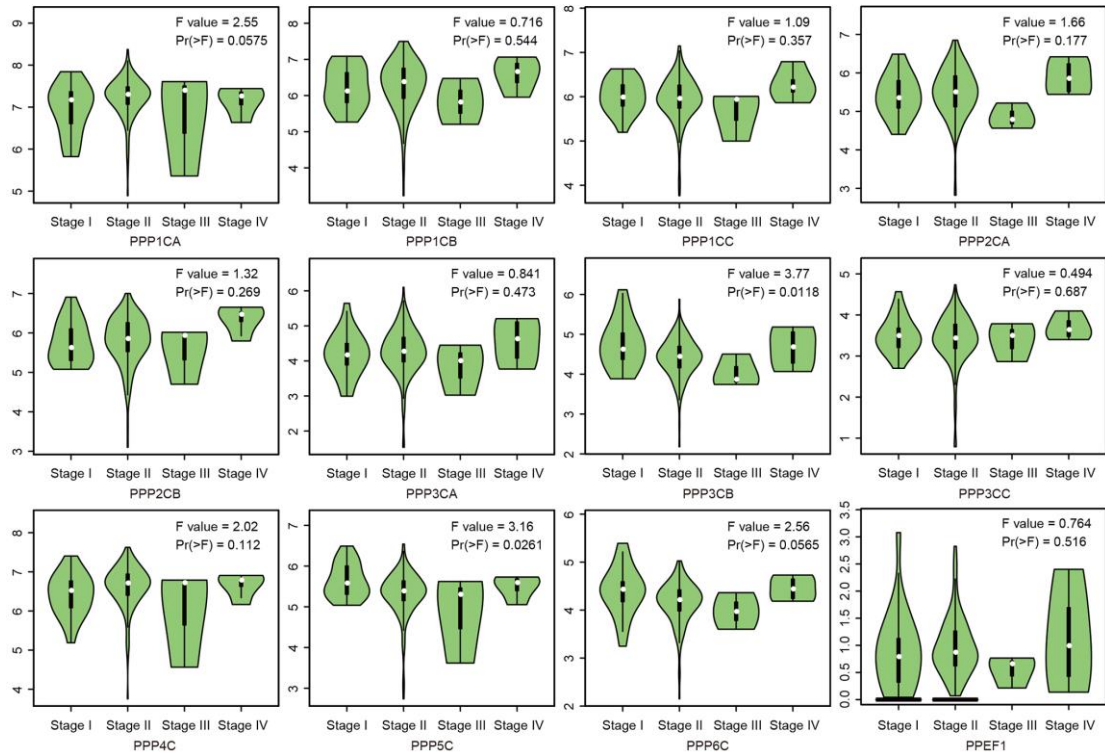 9
8
7
6
5
F value = 2.55
Pr(>F) = 0.0575
Stage I Stage II Stage III Stage IV
PPP1CA
8
7
6
5
4
F value = 0.716
Pr(>F) = 0.544
Stage I Stage II Stage III Stage IV
PPP1CB
8
7
6
5
4
F value = 1.09
Pr(>F) = 0.357
Stage I Stage II Stage III Stage IV
PPP1CC
7
6
5
4
3
F value = 1.66
Pr(>F) = 0.177
Stage I Stage II Stage III Stage IV
PPP2CA
7
6
5
4
3
F value = 1.32
Pr(>F) = 0.269
Stage I Stage II Stage III Stage IV
PPP2CB
6
5
4
3
2
F value = 0.841
Pr(>F) = 0.473
Stage I Stage II Stage III Stage IV
PPP3CA
7
6
5
4
3
2
F value = 3.77
Pr(>F) = 0.0118
Stage I Stage II Stage III Stage IV
PPP3CB
5
4
3
2
1
F value = 0.494
Pr(>F) = 0.687
Stage I Stage II Stage III Stage IV
PPP3CC
8
7
6
5
4
F value = 2.02
Pr(>F) = 0.112
Stage I Stage II Stage III Stage IV
PPP4C
7
6
5
4
3
F value = 3.16
Pr(>F) = 0.0261
Stage I Stage II Stage III Stage IV
PPP5C
6
5
4
3
2
F value = 2.56
Pr(>F) = 0.0565
Stage I Stage II Stage III Stage IV
PPP6C
3.5
3.0
2.5
2.0
1.5
1.0
0.5
0.0
F value = 0.764
Pr(>F) = 0.516
Stage I Stage II Stage III Stage IV
PPEF1